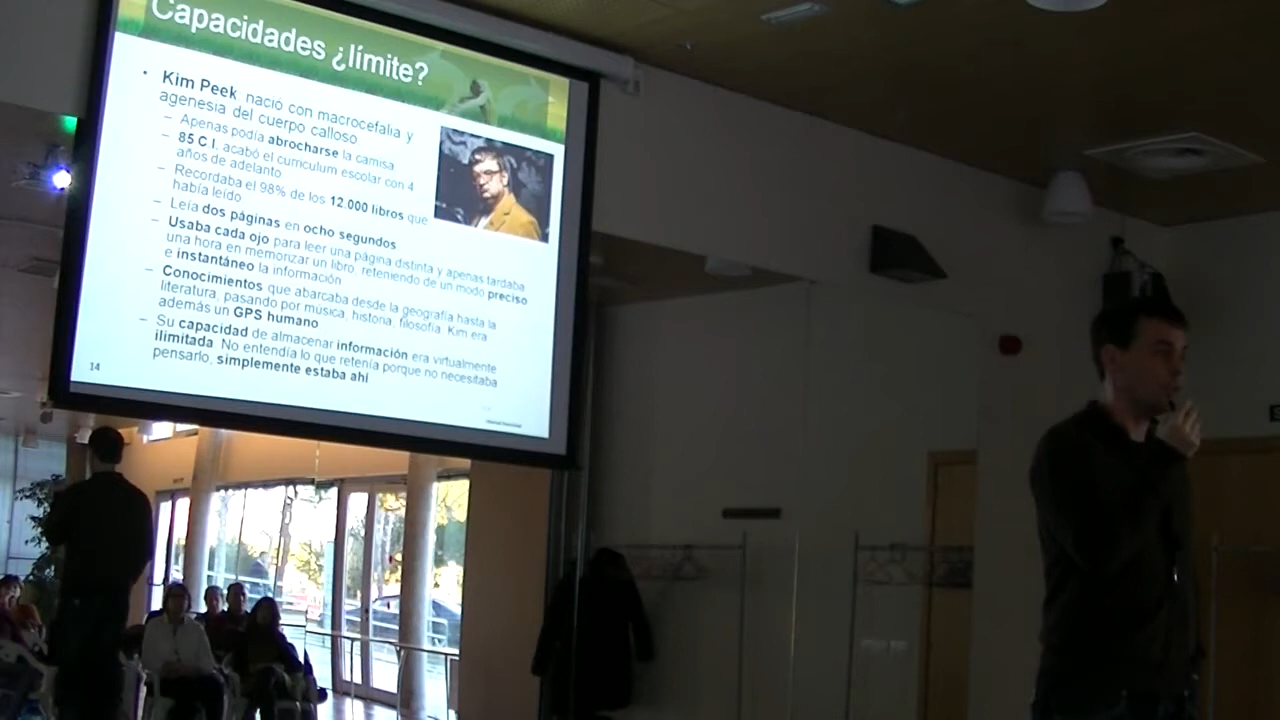 Capacidades ¿límite?
• Kim Peek, nació con macrocefalia y
agenesia del cuerpo calloso
– Apenas podía abrocharse la camisa
– 85 C I, acabó el curriculum escolar con 4
años de adelanto
– Recordaba el 98% de los 12.000 libros que
había leído
– Leía dos páginas en ocho segundos
– Usaba cada ojo para leer una página distinta y apenas tardaba
una hora en memorizar un libro, reteniendo de un modo preciso
e instantáneo la información
– Conocimientos que abarcaba desde la geografía hasta la
literatura, pasando por música, historia, filosofía. Kim era
además un GPS humano
– Su capacidad de almacenar información era virtualmente
ilimitada. No entendía lo que retenía porque no necesitaba
pensarlo, simplemente estaba ahí
14